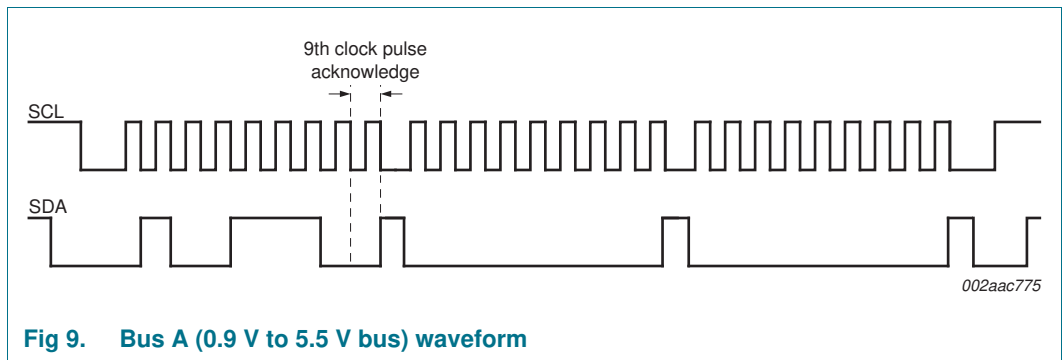 9th clock pulse
acknowledge
SCL
SDA
002aac775
Fig 9. Bus A (0.9 V to 5.5 V bus) waveform